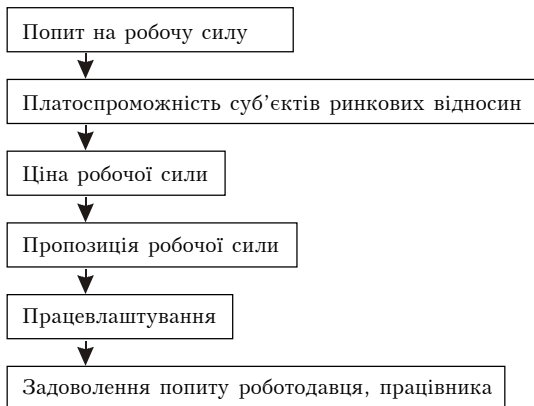 Попит на робочу силу
Платоспроможність суб’єктів ринкових відносин
Ціна робочої сили
Пропозиція робочої сили
Працевлаштування
Задоволення попиту роботодавця, працівника